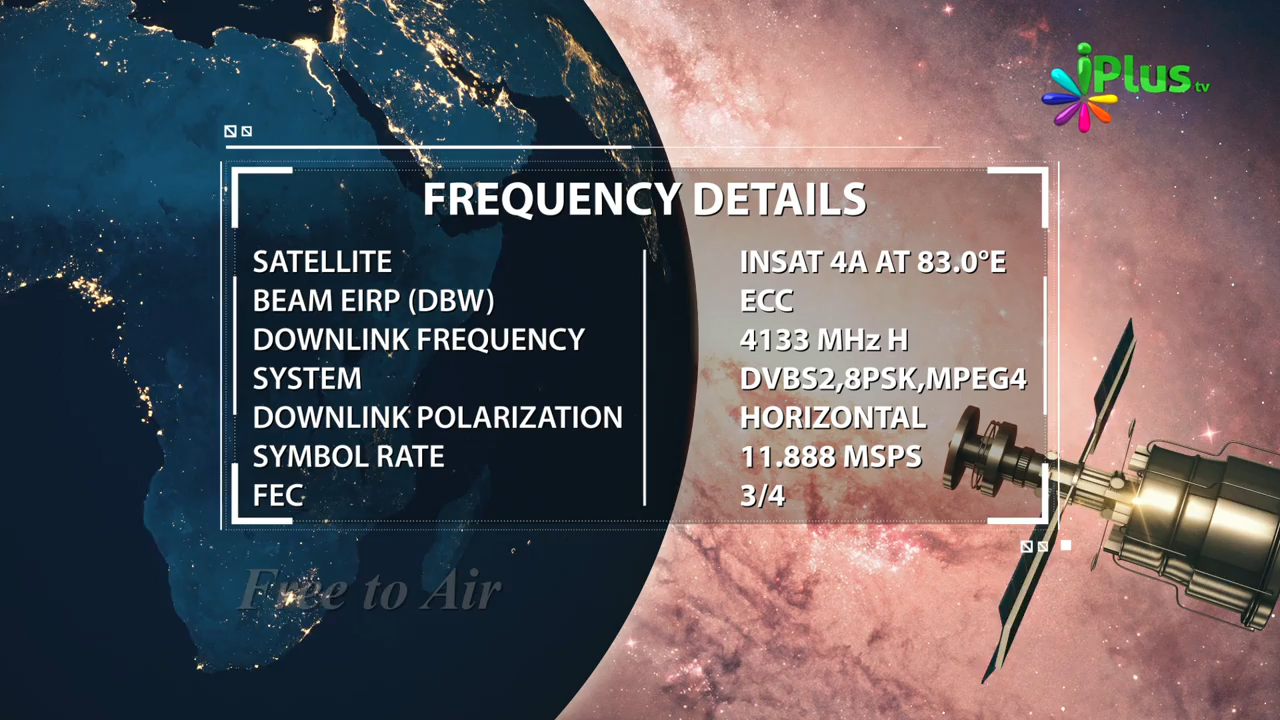 iPlus tv
FREQUENCY DETAILS
SATELLITE INSAT 4A AT 83.0°E
BEAM EIRP (DBW) ECC
DOWNLINK FREQUENCY 4133 MHz H
SYSTEM DVBS2,8PSK,MPEG4
DOWNLINK POLARIZATION HORIZONTAL
SYMBOL RATE 11.888 MSPS
FEC 3/4
Free to Air